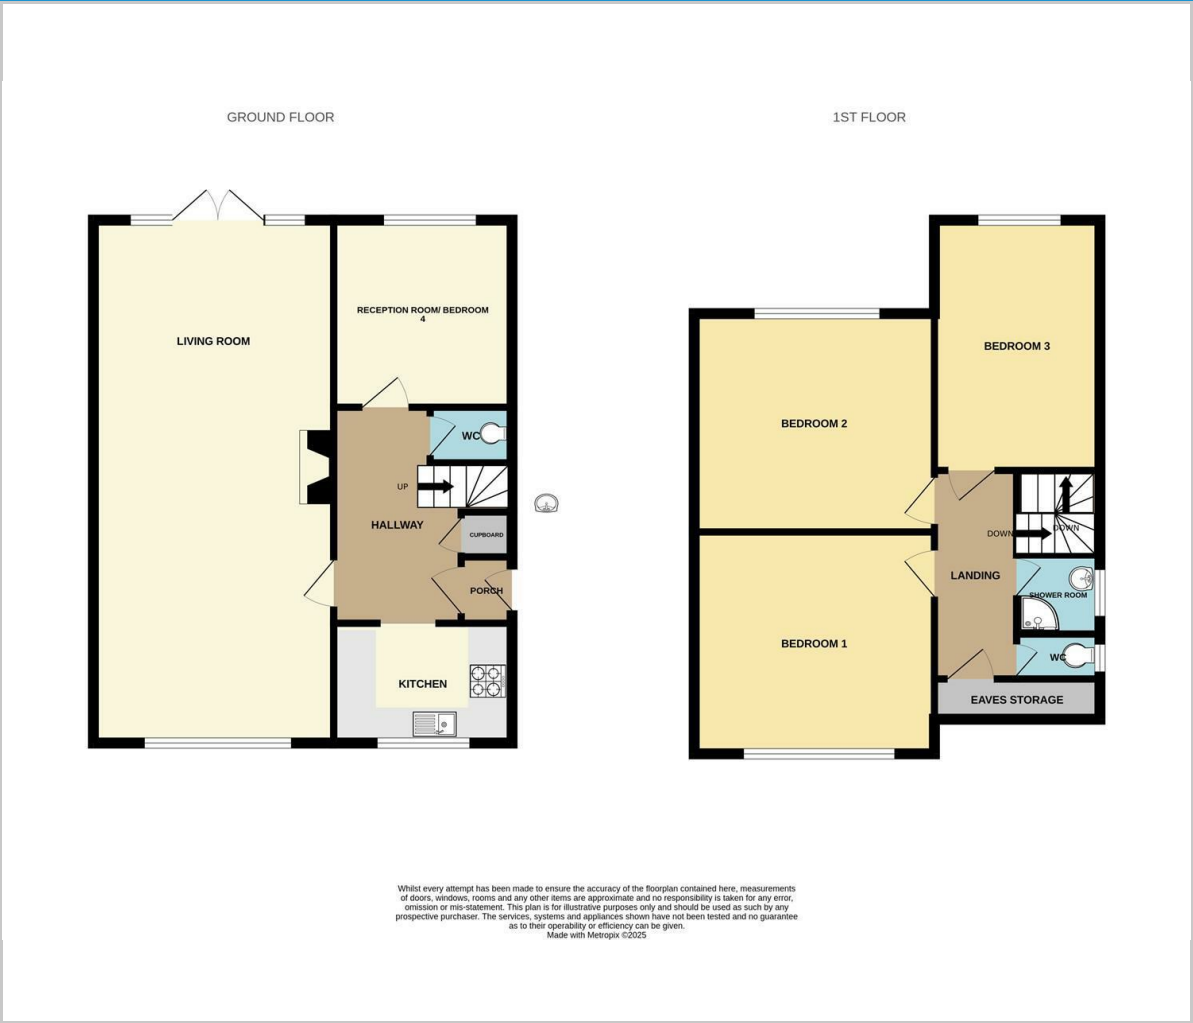 GROUND FLOOR
LIVING ROOM
RECEPTION ROOM/ BEDROOM
4
WC
UP
HALLWAY
CUPBOARD
PORCH
KITCHEN
1ST FLOOR
BEDROOM 3
BEDROOM 2
DOWN
DOWN
LANDING
SHOWER ROOM
BEDROOM 1
WC
EAVES STORAGE
Whilst every attempt has been made to ensure the accuracy of the floorplan contained here, measurements
of doors, windows, rooms and any other items are approximate and no responsibility is taken for any error,
omission or mis-statement. This plan is for illustrative purposes only and should be used as such by any
prospective purchaser. The services, systems and appliances shown have not been tested and no guarantee
as to their operability or efficiency can be given.
Made with Metropix ©2025